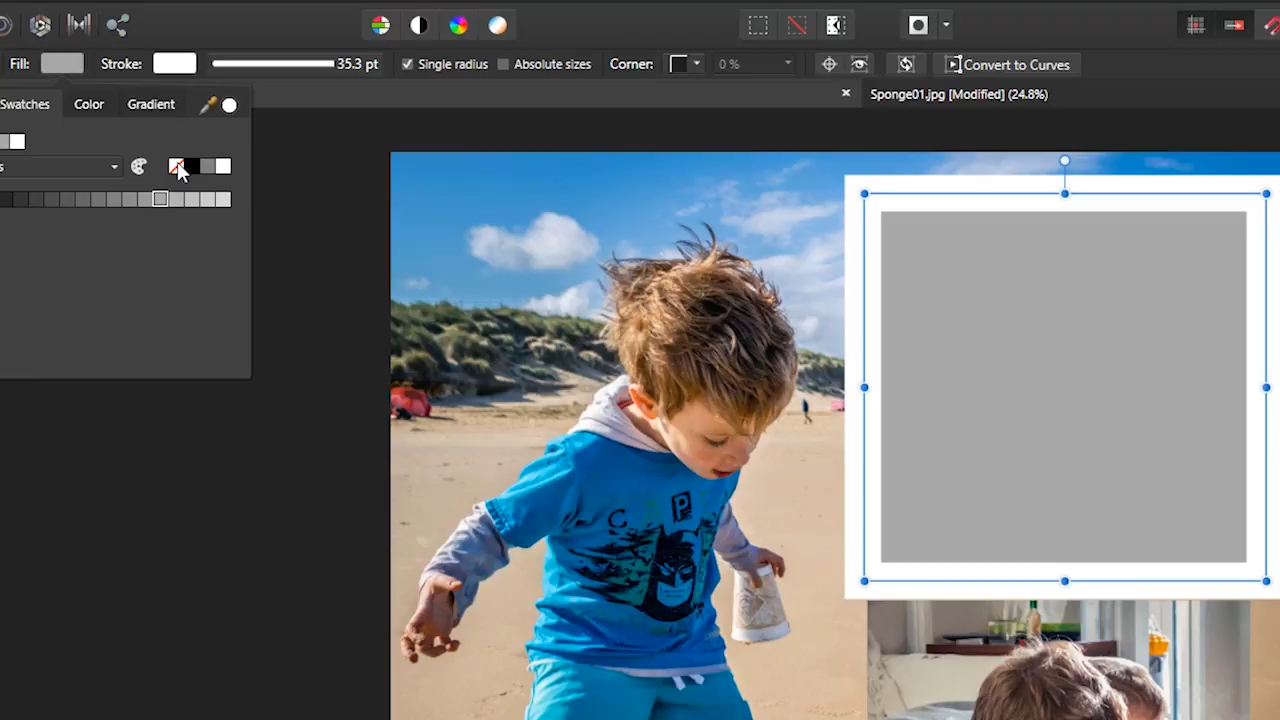 Fill: Stroke: 35.3 pt Single radius Absolute sizes Corner: 0 % Convert to Curves
Sponge01.jpg [Modified] (24.8%)
Swatches Color Gradient
s
C P